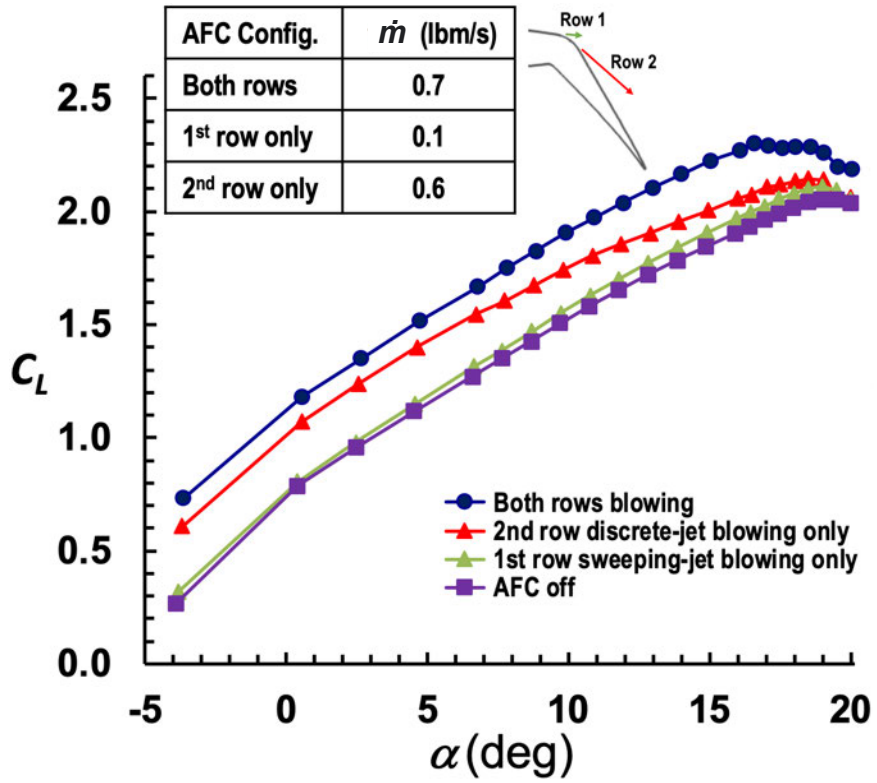 AFC Config. ṁ (lbm/s)
Both rows 0.7
1st row only 0.1
2nd row only 0.6
Row 1
Row 2
2.5
2.0
1.5
1.0
0.5
0.0
C_L
Both rows blowing
2nd row discrete-jet blowing only
1st row sweeping-jet blowing only
AFC off
-5 0 5 10 15 20
α (deg)